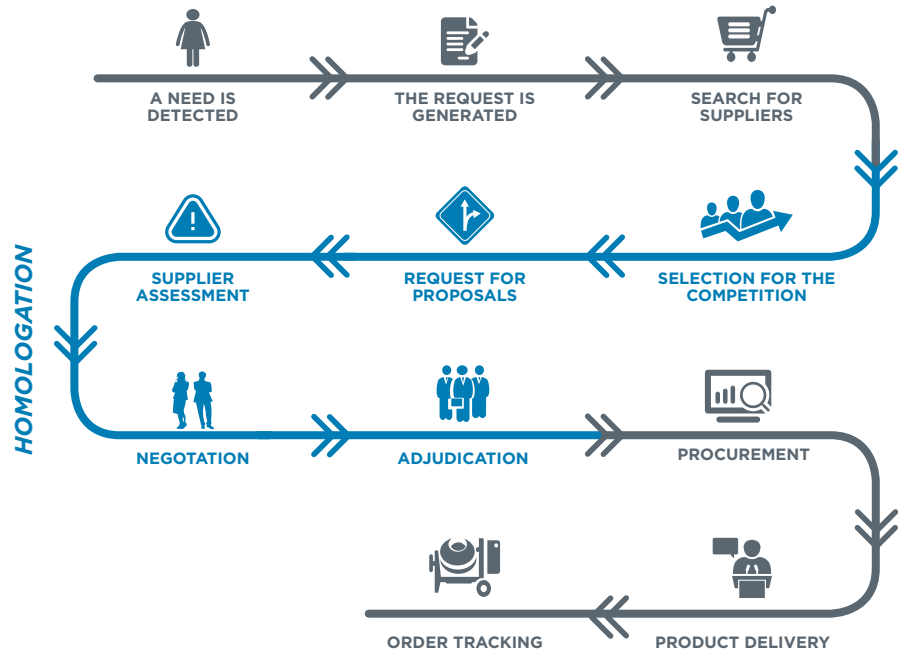 A NEED IS
DETECTED
THE REQUEST IS
GENERATED
SEARCH FOR
SUPPLIERS
HOMOLOGATION
SELECTION FOR THE
COMPETITION
REQUEST FOR
PROPOSALS
SUPPLIER
ASSESSMENT
NEGOTATION
ADJUDICATION
PROCUREMENT
PRODUCT DELIVERY
ORDER TRACKING